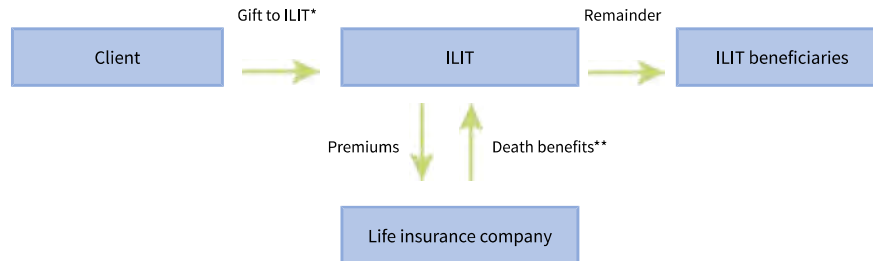 Gift to ILIT*
Remainder
Client
ILIT
ILIT beneficiaries
Premiums
Death benefits**
Life insurance company